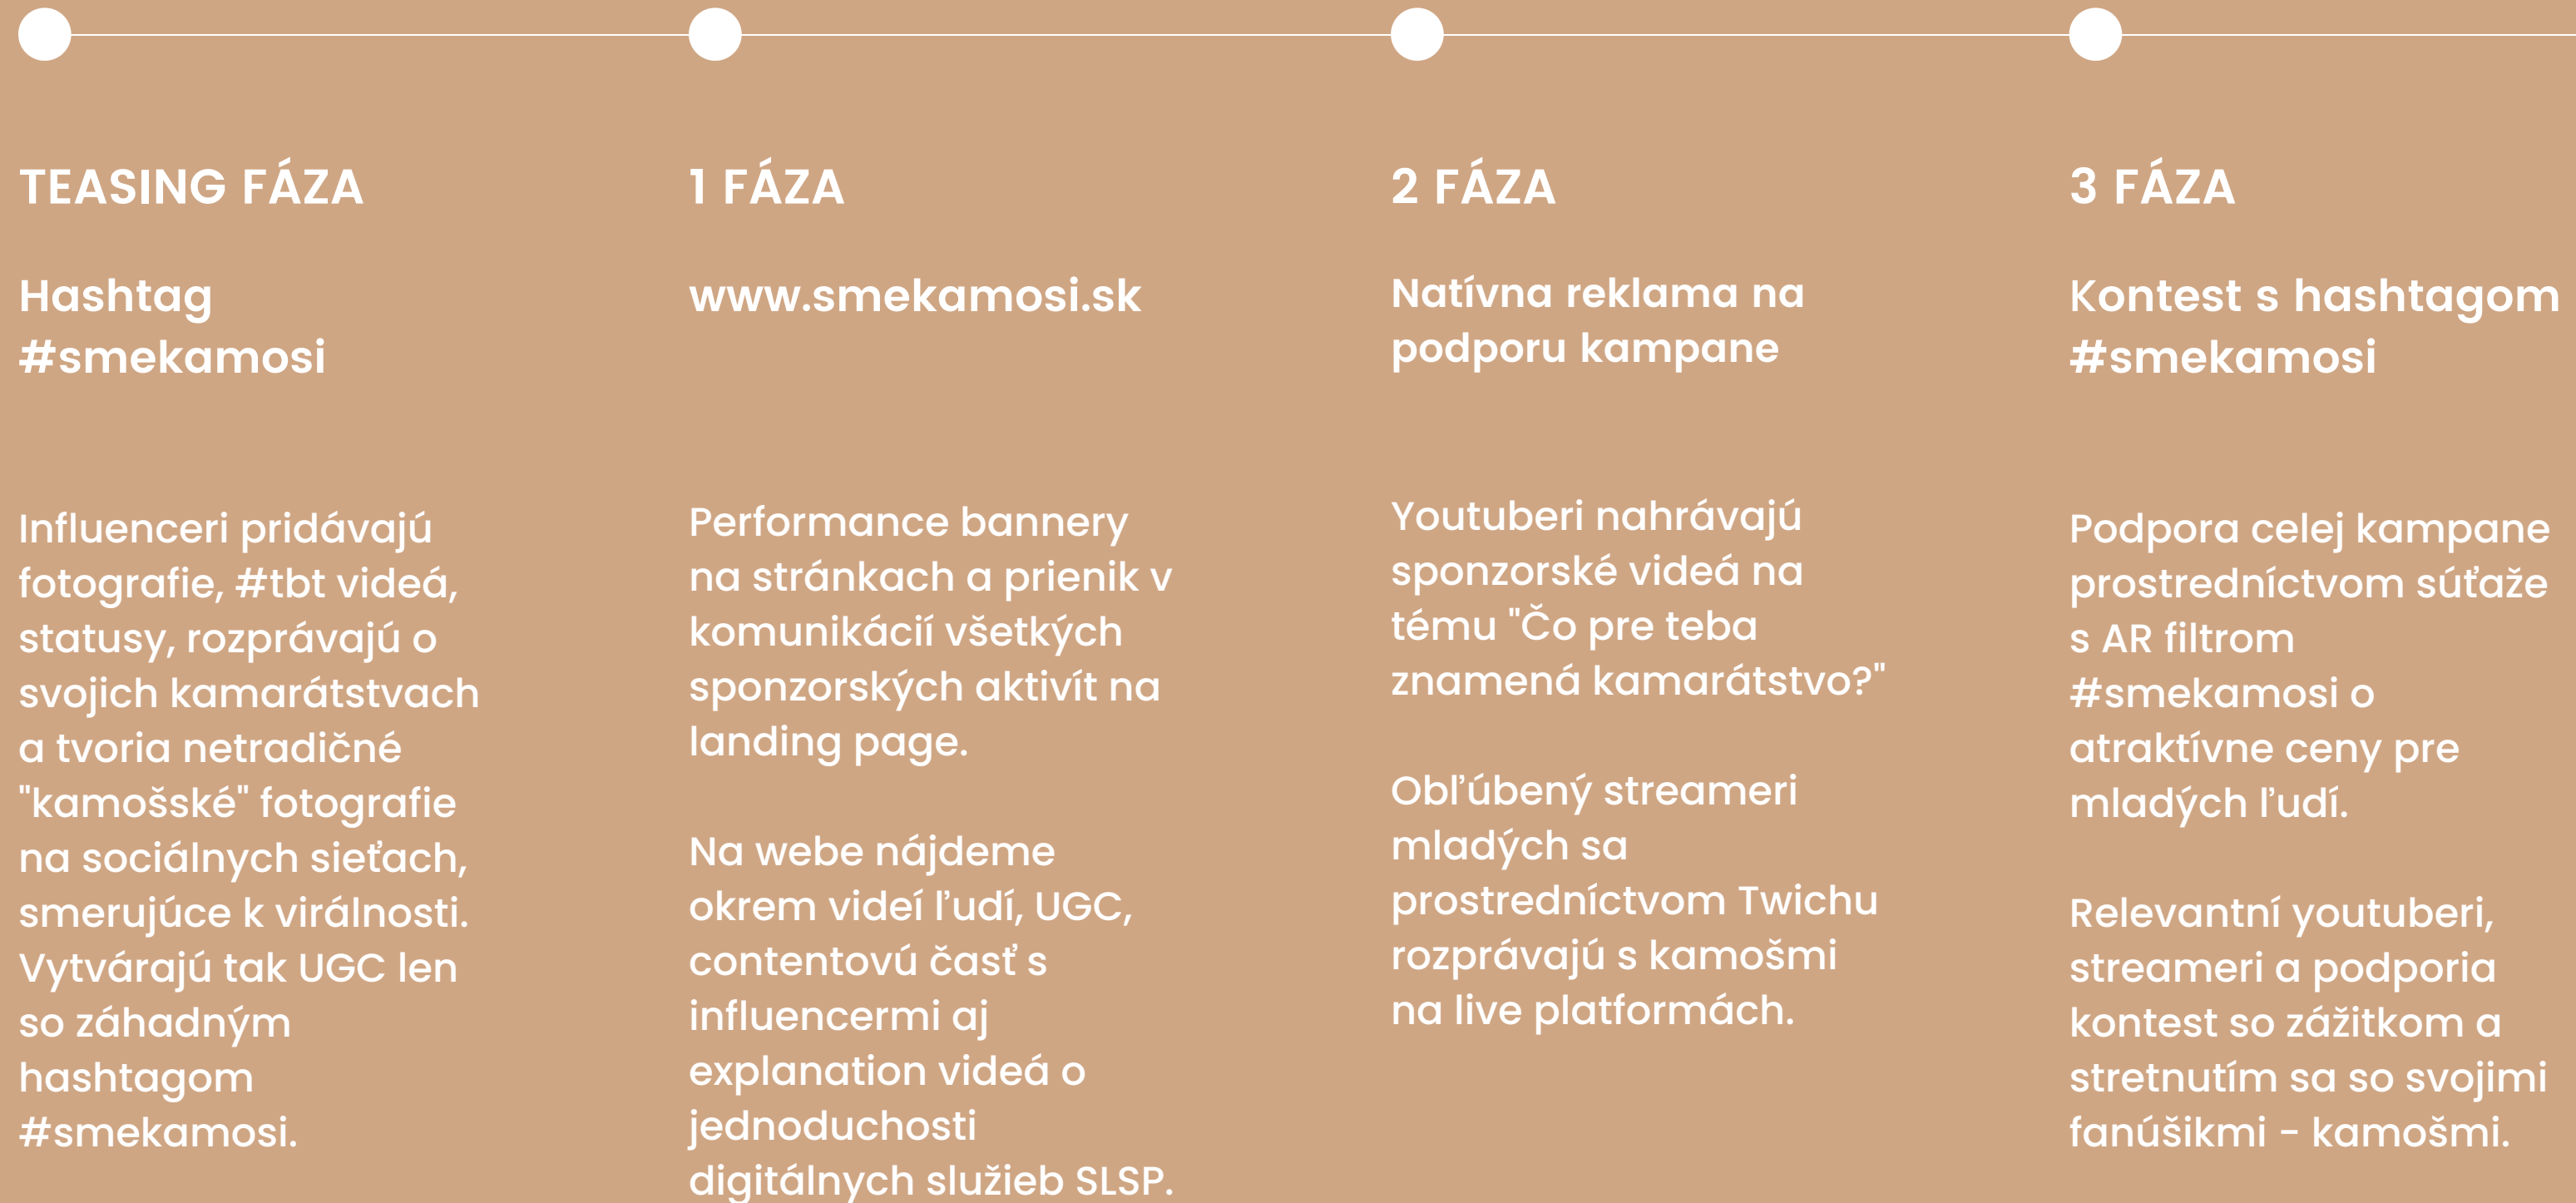 TEASING FÁZA
Hashtag
#smekamosi
Influenceri pridávajú
fotografie, #tbt videá,
statusy, rozprávajú o
svojich kamarátstvach
a tvoria netradičné
"kamošské" fotografie
na sociálnych sieťach,
smerujúce k virálnosti.
Vytvárajú tak UGC len
so záhadným
hashtagom
#smekamosi.
1 FÁZA
www.smekamosi.sk
Performance bannery
na stránkach a prienik v
komunikácií všetkých
sponzorských aktivít na
landing page.
Na webe nájdeme
okrem videí ľudí, UGC,
contentovú časť s
influencermi aj
explanation videá o
jednoduchosti
digitálnych služieb SLSP.
2 FÁZA
Natívna reklama na
podporu kampane
Youtuberi nahrávajú
sponzorské videá na
tému "Čo pre teba
znamená kamarátstvo?"
Obľúbený streameri
mladých sa
prostredníctvom Twichu
rozprávajú s kamošmi
na live platformách.
3 FÁZA
Kontest s hashtagom
#smekamosi
Podpora celej kampane
prostredníctvom súťaže
s AR filtrom
#smekamosi o
atraktívne ceny pre
mladých ľudí.
Relevantní youtuberi,
streameri a podporia
kontest so zážitkom a
stretnutím sa so svojimi
fanúšikmi - kamošmi.